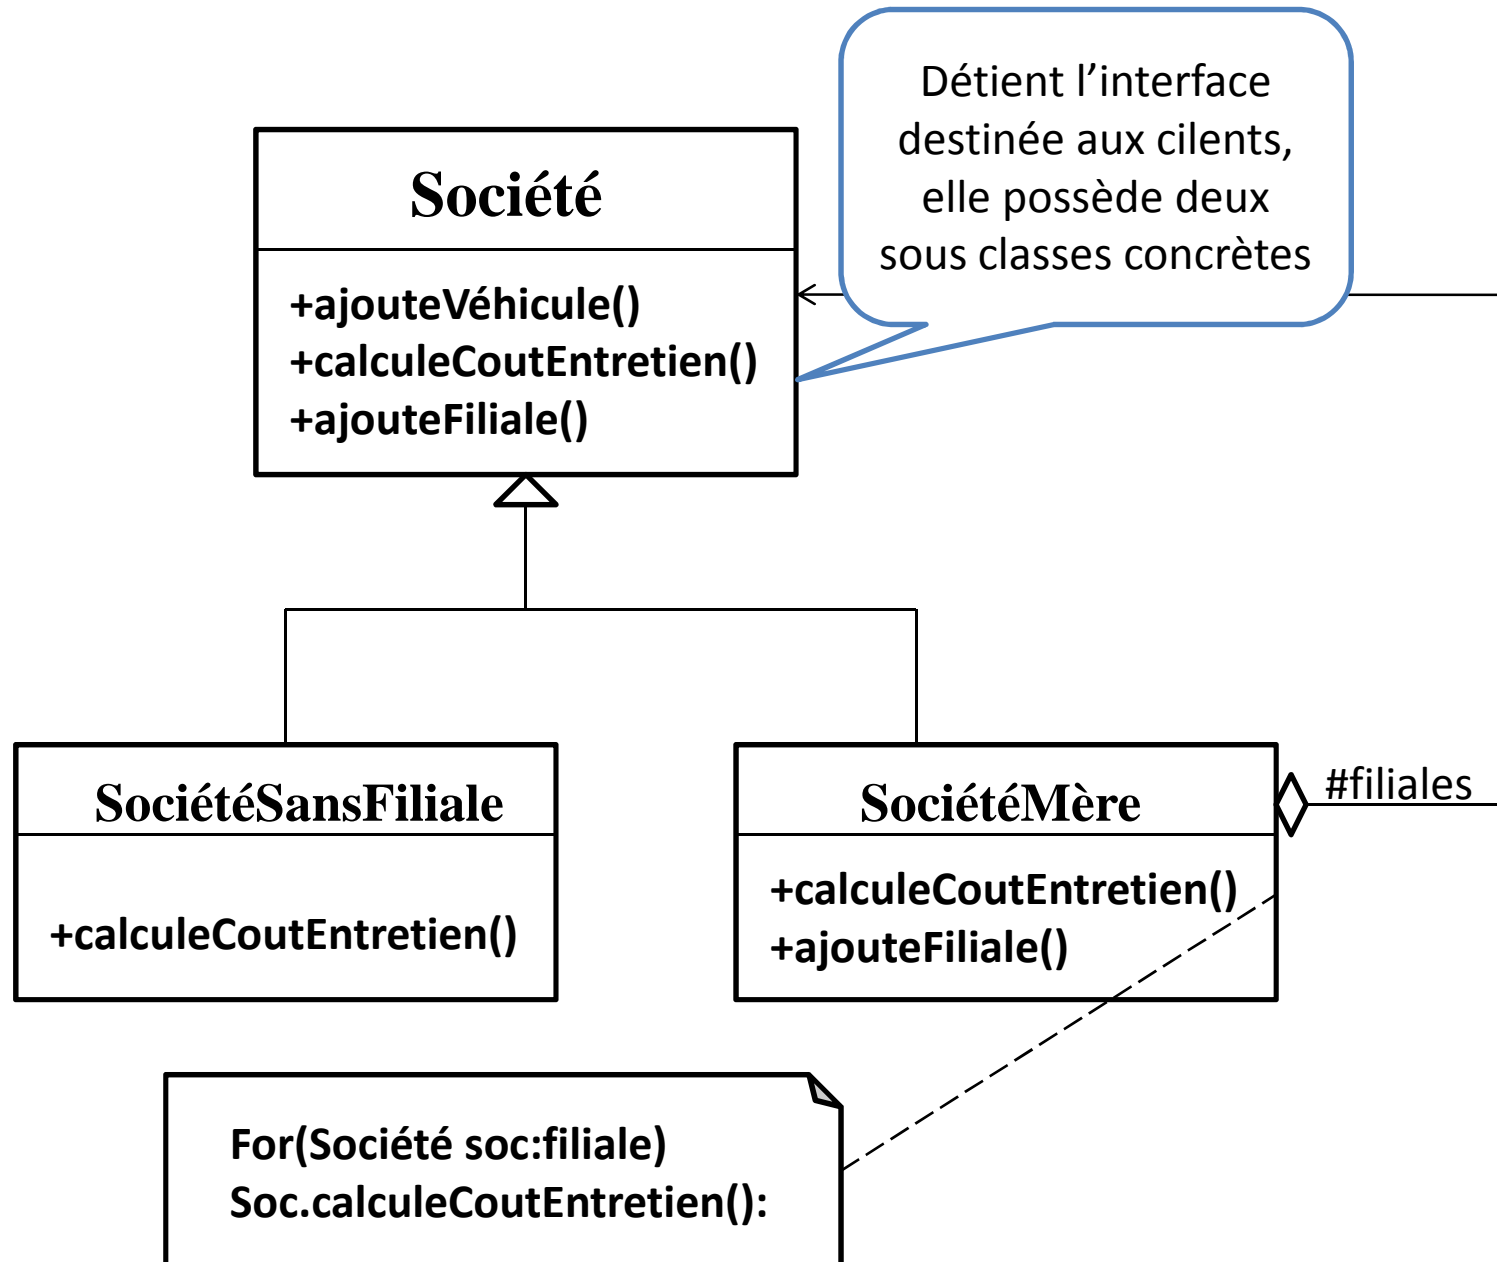 Détient l’interface
destinée aux cilents,
elle possède deux
sous classes concrètes
Société
+ajouteVéhicule()
+calculeCoutEntretien()
+ajouteFiliale()
SociétéSansFiliale
+calculeCoutEntretien()
SociétéMère
+calculeCoutEntretien()
+ajouteFiliale()
#filiales
For(Société soc:filiale)
Soc.calculeCoutEntretien():